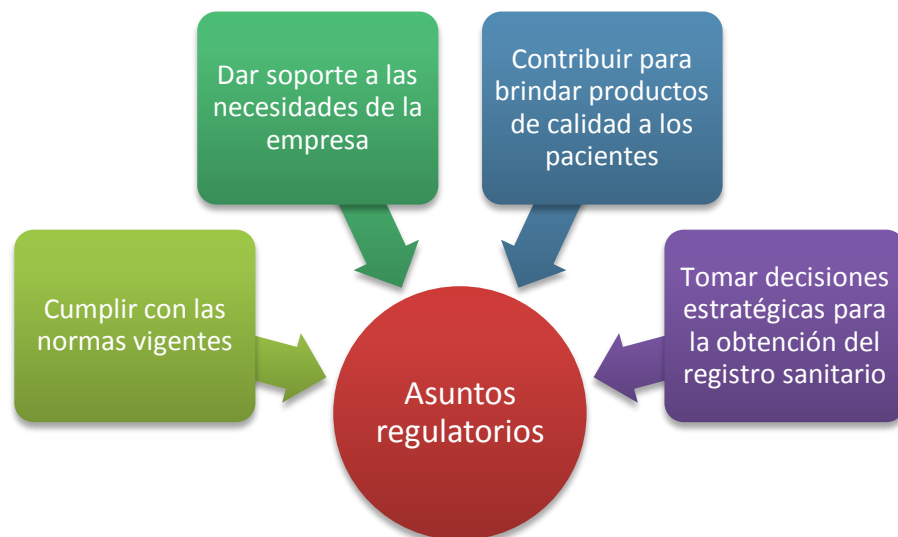 Dar soporte a las
necesidades de la
empresa
Contribuir para
brindar productos
de calidad a los
pacientes
Cumplir con las
normas vigentes
Tomar decisiones
estratégicas para
la obtención del
registro sanitario
Asuntos
regulatorios